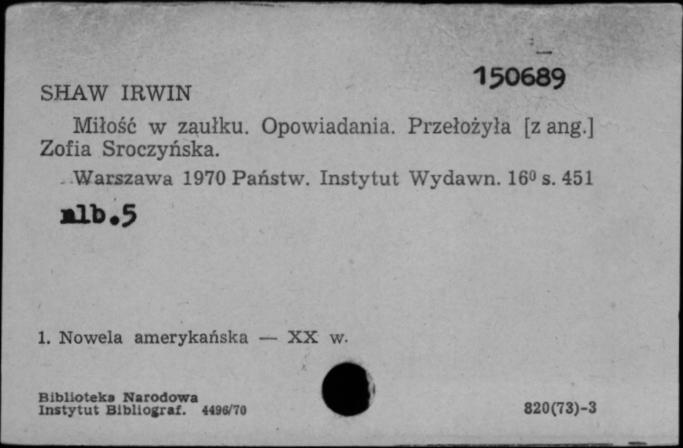 150689
SHAW IRWIN
Miłość w zaułku. Opowiadania. Przełożyła [z ang.]
Zofia Sroczyńska.
Warszawa 1970 Państw. Instytut Wydawn. 16⁰ s. 451
nlb.5
1. Nowela amerykańska — XX w.
Biblioteka Narodowa
Instytut Bibliograf. 4496/70
820(73)-3